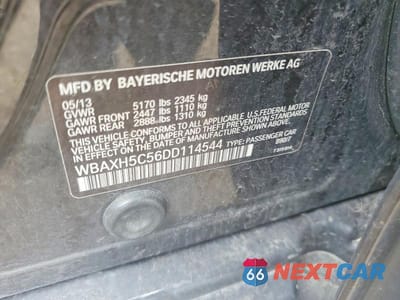 MFD BY BAYERISCHE MOTOREN WERKE AG
05/13
GVWR 5170 lbs 2345 kg
GAWR FRONT 2447 lbs 1110 kg
GAWR REAR 2888 lbs 1310 kg
THIS VEHICLE CONFORMS TO ALL APPLICABLE U.S. FEDERAL MOTOR
VEHICLE SAFETY, BUMPER, AND THEFT PREVENTION STANDARDS
IN EFFECT ON THE DATE OF MANUFACTURE SHOWN ABOVE.
WBAXH5C56DD114544 TYPE: PASSENGER CAR
66 NEXTCAR